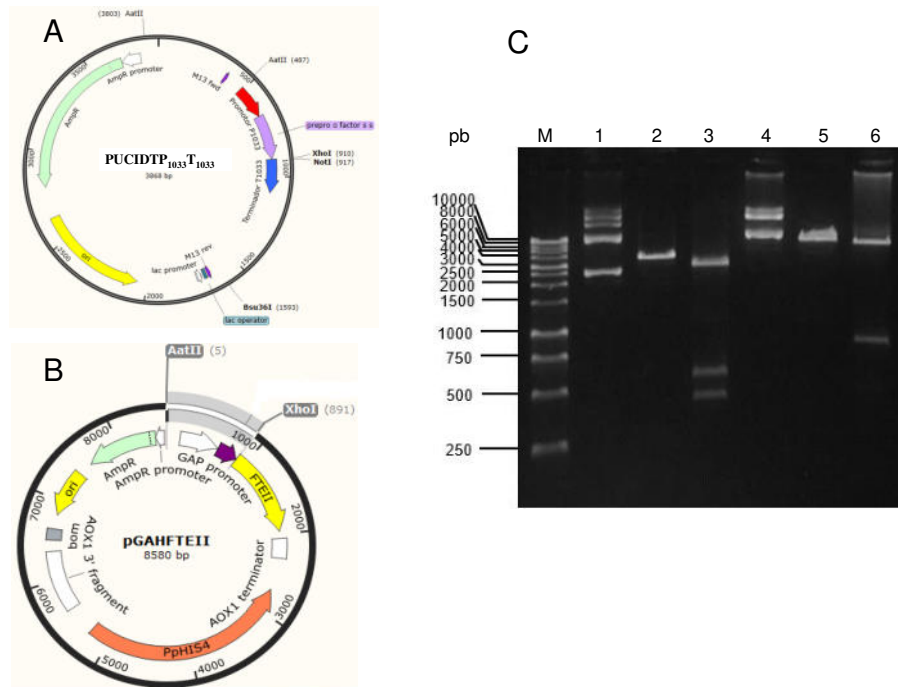 A
(3803) AatII
AatII (487)
500
1000
1500
2000
2500
3000
3500
AmpR promoter
AmpR
M13 fwd
Promotor P1033
prepro α factor s s
XhoI (910)
NotI (917)
Terminador T1033
PUCIDTP1033T1033
3868 bp
ori
M13 rev
lac promoter
Bsu36I (1593)
lac operator
B
AatII (5)
XhoI (891)
1000
2000
3000
4000
5000
6000
7000
8000
AmpR
AmpR promoter
GAP promoter
FTEII
ori
bom
AOX1 3' fragment
pGAHFTEII
8580 bp
AOX1 terminator
PpHIS4
C
pb M 1 2 3 4 5 6
10000
8000
6000
5000
4000
3000
2500
2000
1500
1000
750
500
250